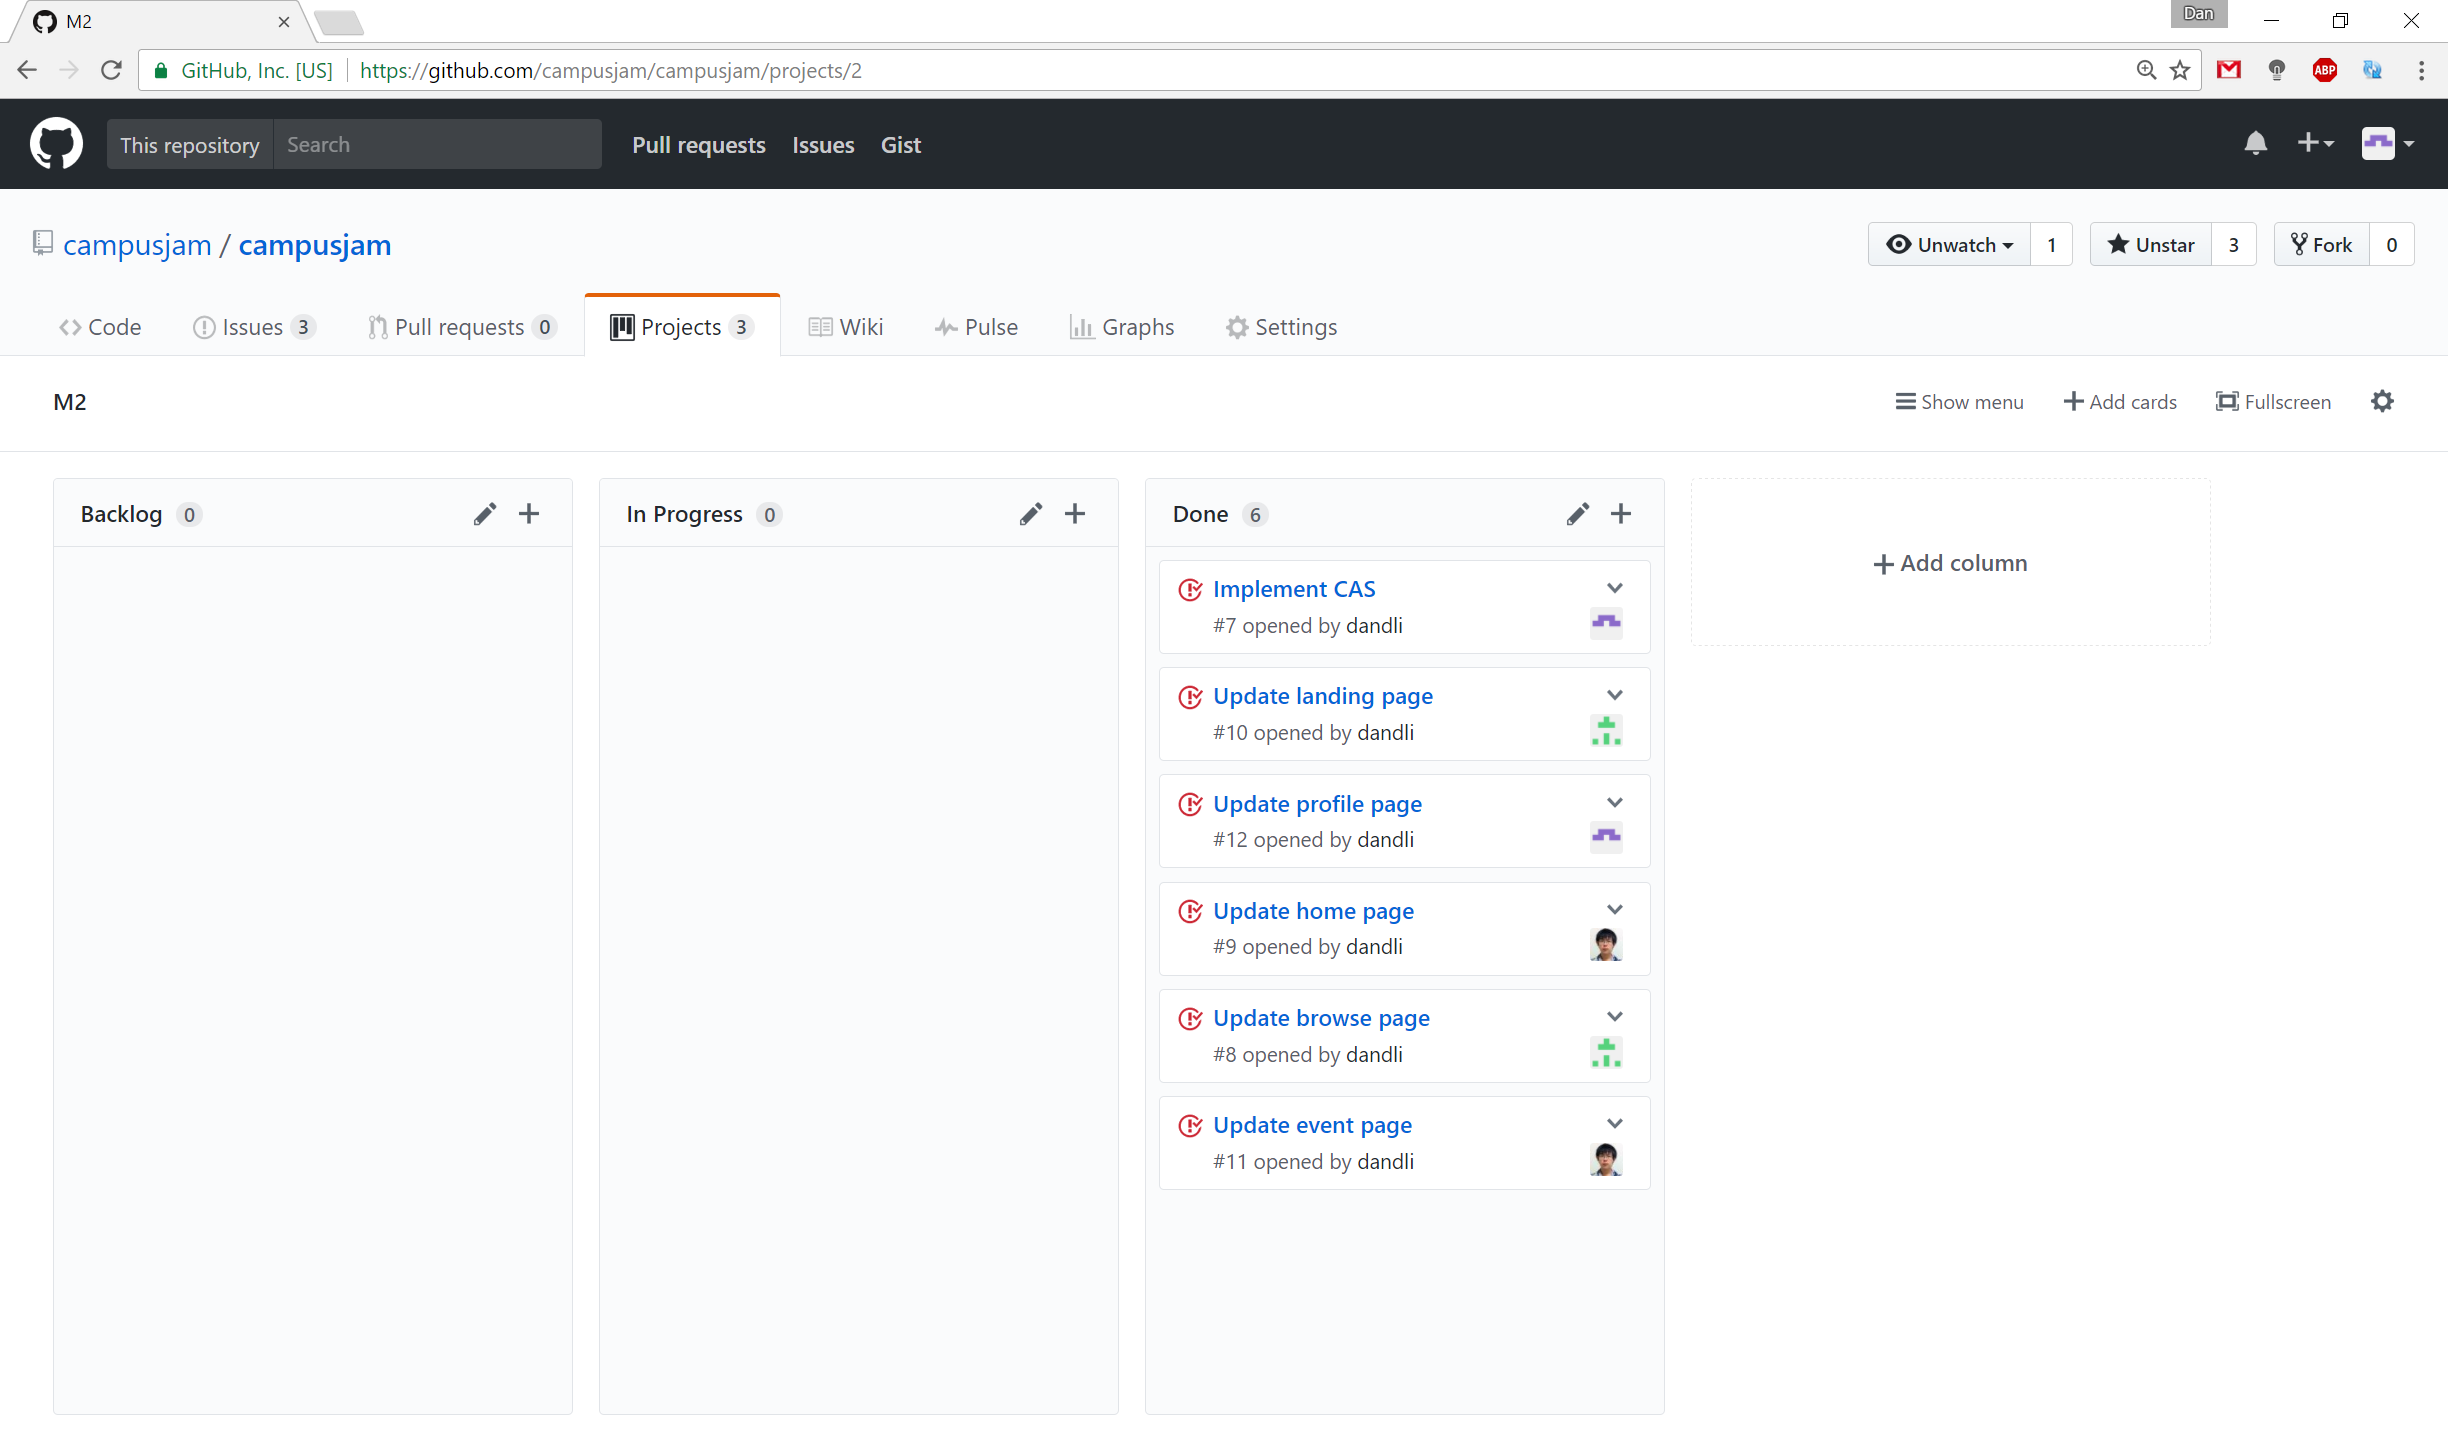 M2
Dan
GitHub, Inc. [US] https://github.com/campusjam/campusjam/projects/2
ABP
This repository Search Pull requests Issues Gist
campusjam / campusjam
Unwatch 1 Unstar 3 Fork 0
Code Issues 3 Pull requests 0 Projects 3 Wiki Pulse Graphs Settings
M2
Show menu Add cards Fullscreen
Backlog 0
In Progress 0
Done 6
Implement CAS
#7 opened by dandli
Update landing page
#10 opened by dandli
Update profile page
#12 opened by dandli
Update home page
#9 opened by dandli
Update browse page
#8 opened by dandli
Update event page
#11 opened by dandli
Add column